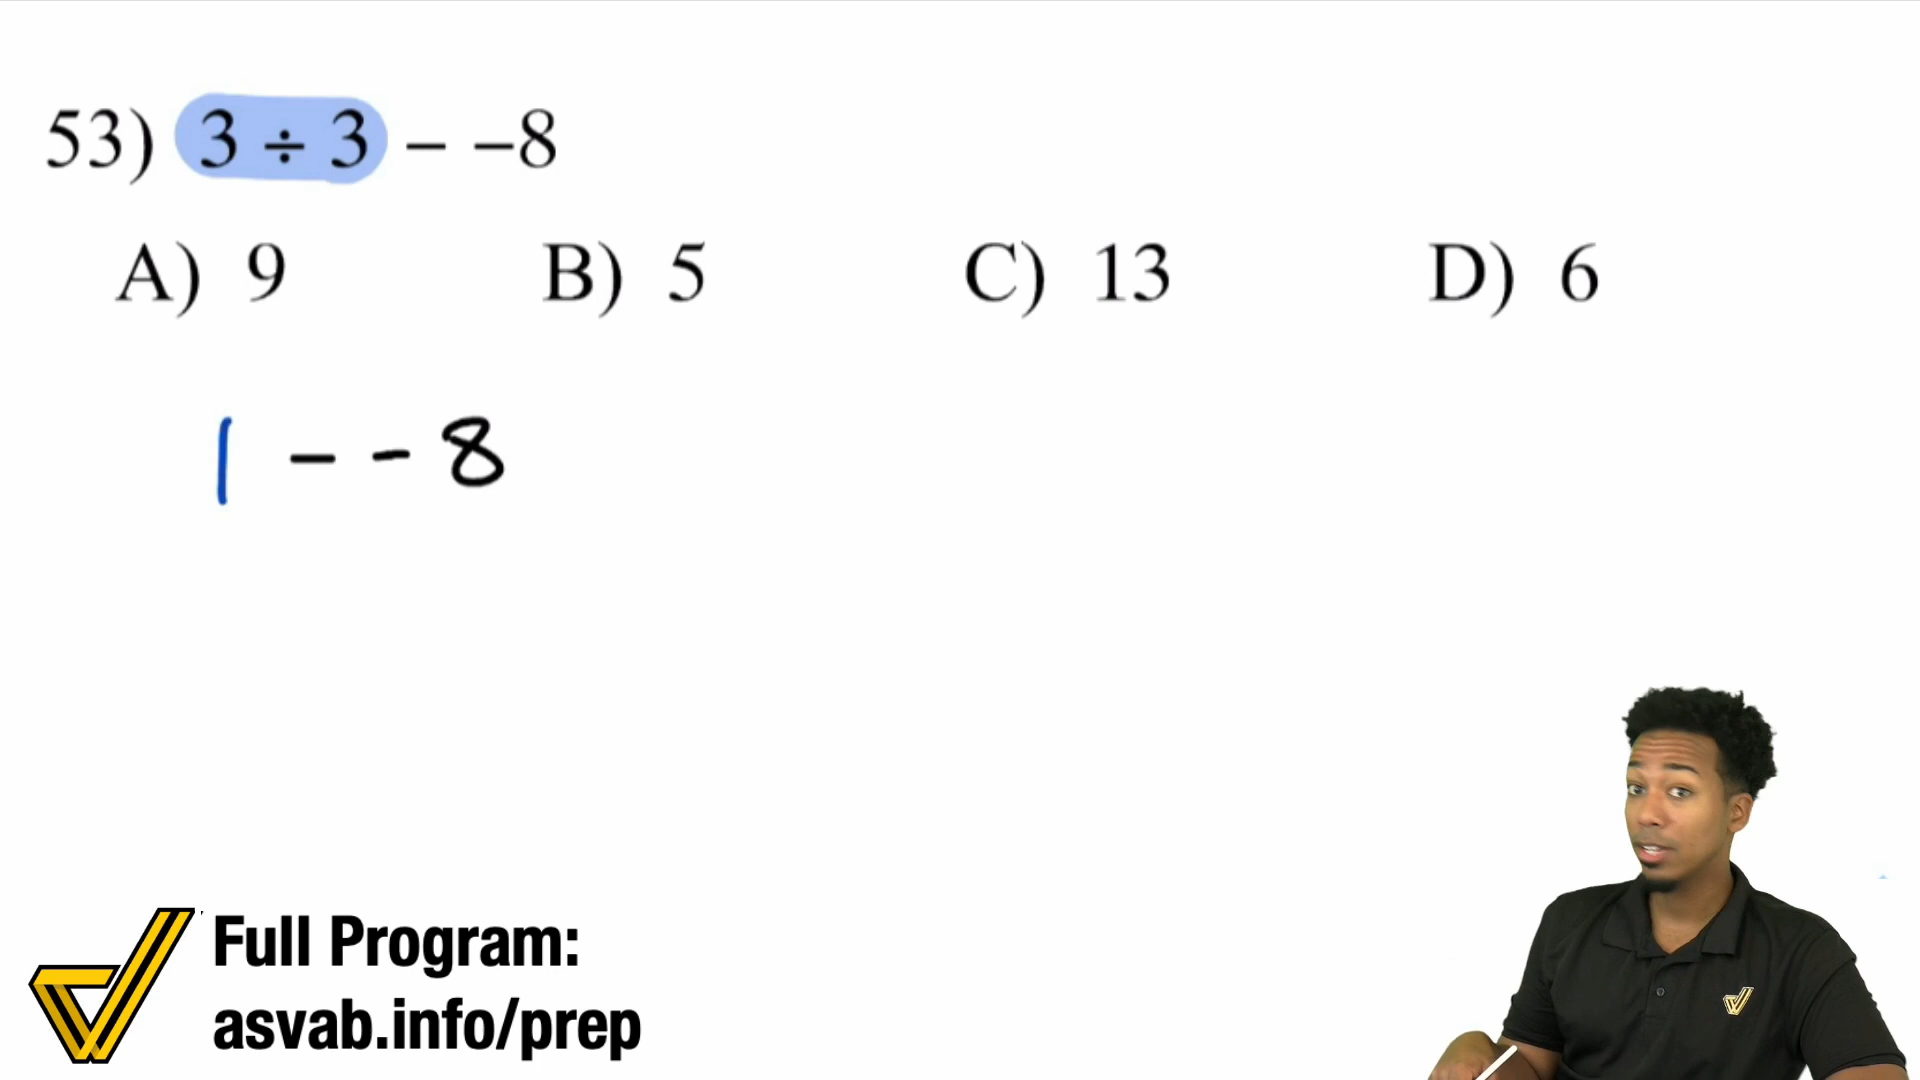 53) 3 ÷ 3 – –8
A) 9 B) 5 C) 13 D) 6
1 - - 8
Full Program:
asvab.info/prep